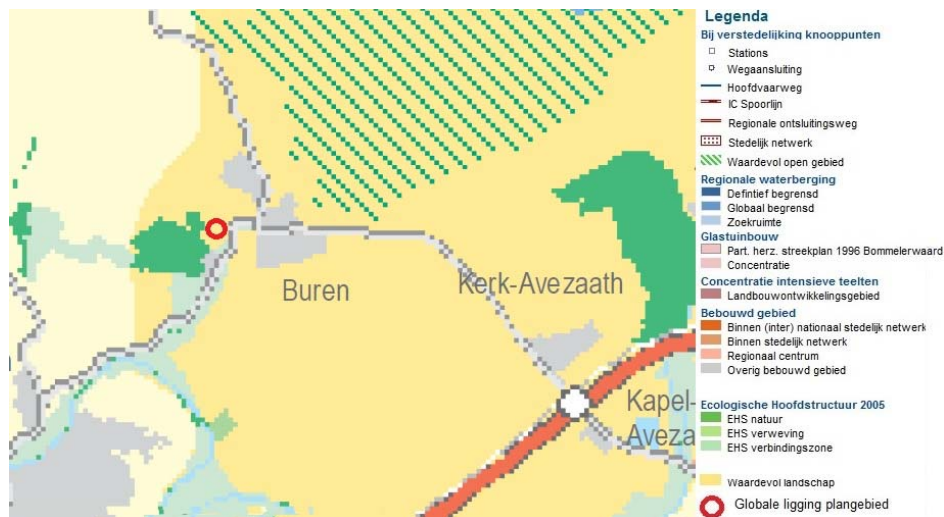 Buren
Kerk-Avezaath
Kapel-
Aveza
Legenda
Bij verstedelijking knooppunten
Stations
Wegaansluiting
Hoofdvaarweg
IC Spoorlijn
Regionale ontsluitingsweg
Stedelijk netwerk
Waardevol open gebied
Regionale waterberging
Defintief begrensd
Globaal begrensd
Zoekruimte
Glastuinbouw
Part. herz. streekplan 1996 Bommelerwaard
Concentratie
Concentratie intensieve teelten
Landbouwontwikkelingsgebied
Bebouwd gebied
Binnen (inter) nationaal stedelijk netwerk
Binnen stedelijk netwerk
Regionaal centrum
Overig bebouwd gebied
Ecologische Hoofdstructuur 2005
EHS natuur
EHS verweving
EHS verbindingszone
Waardevol landschap
Globale ligging plangebied